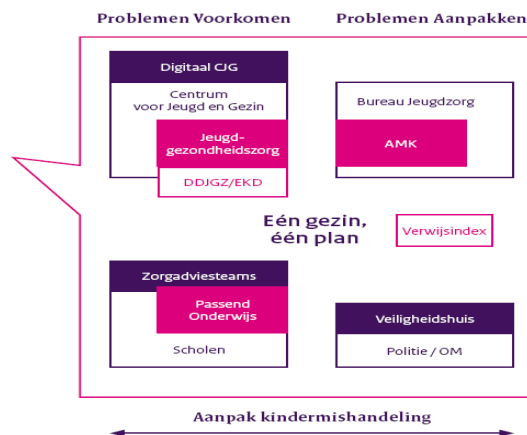 Problemen Voorkomen
Problemen Aanpakken
Digitaal CJG
Centrum
voor Jeugd en Gezin
Jeugd-
gezondheidszorg
DDJGZ/EKD
Bureau Jeugdzorg
AMK
Eén gezin,
één plan
Verwijsindex
Zorgadviesteams
Passend
Onderwijs
Scholen
Veiligheidshuis
Politie / OM
Aanpak kindermishandeling